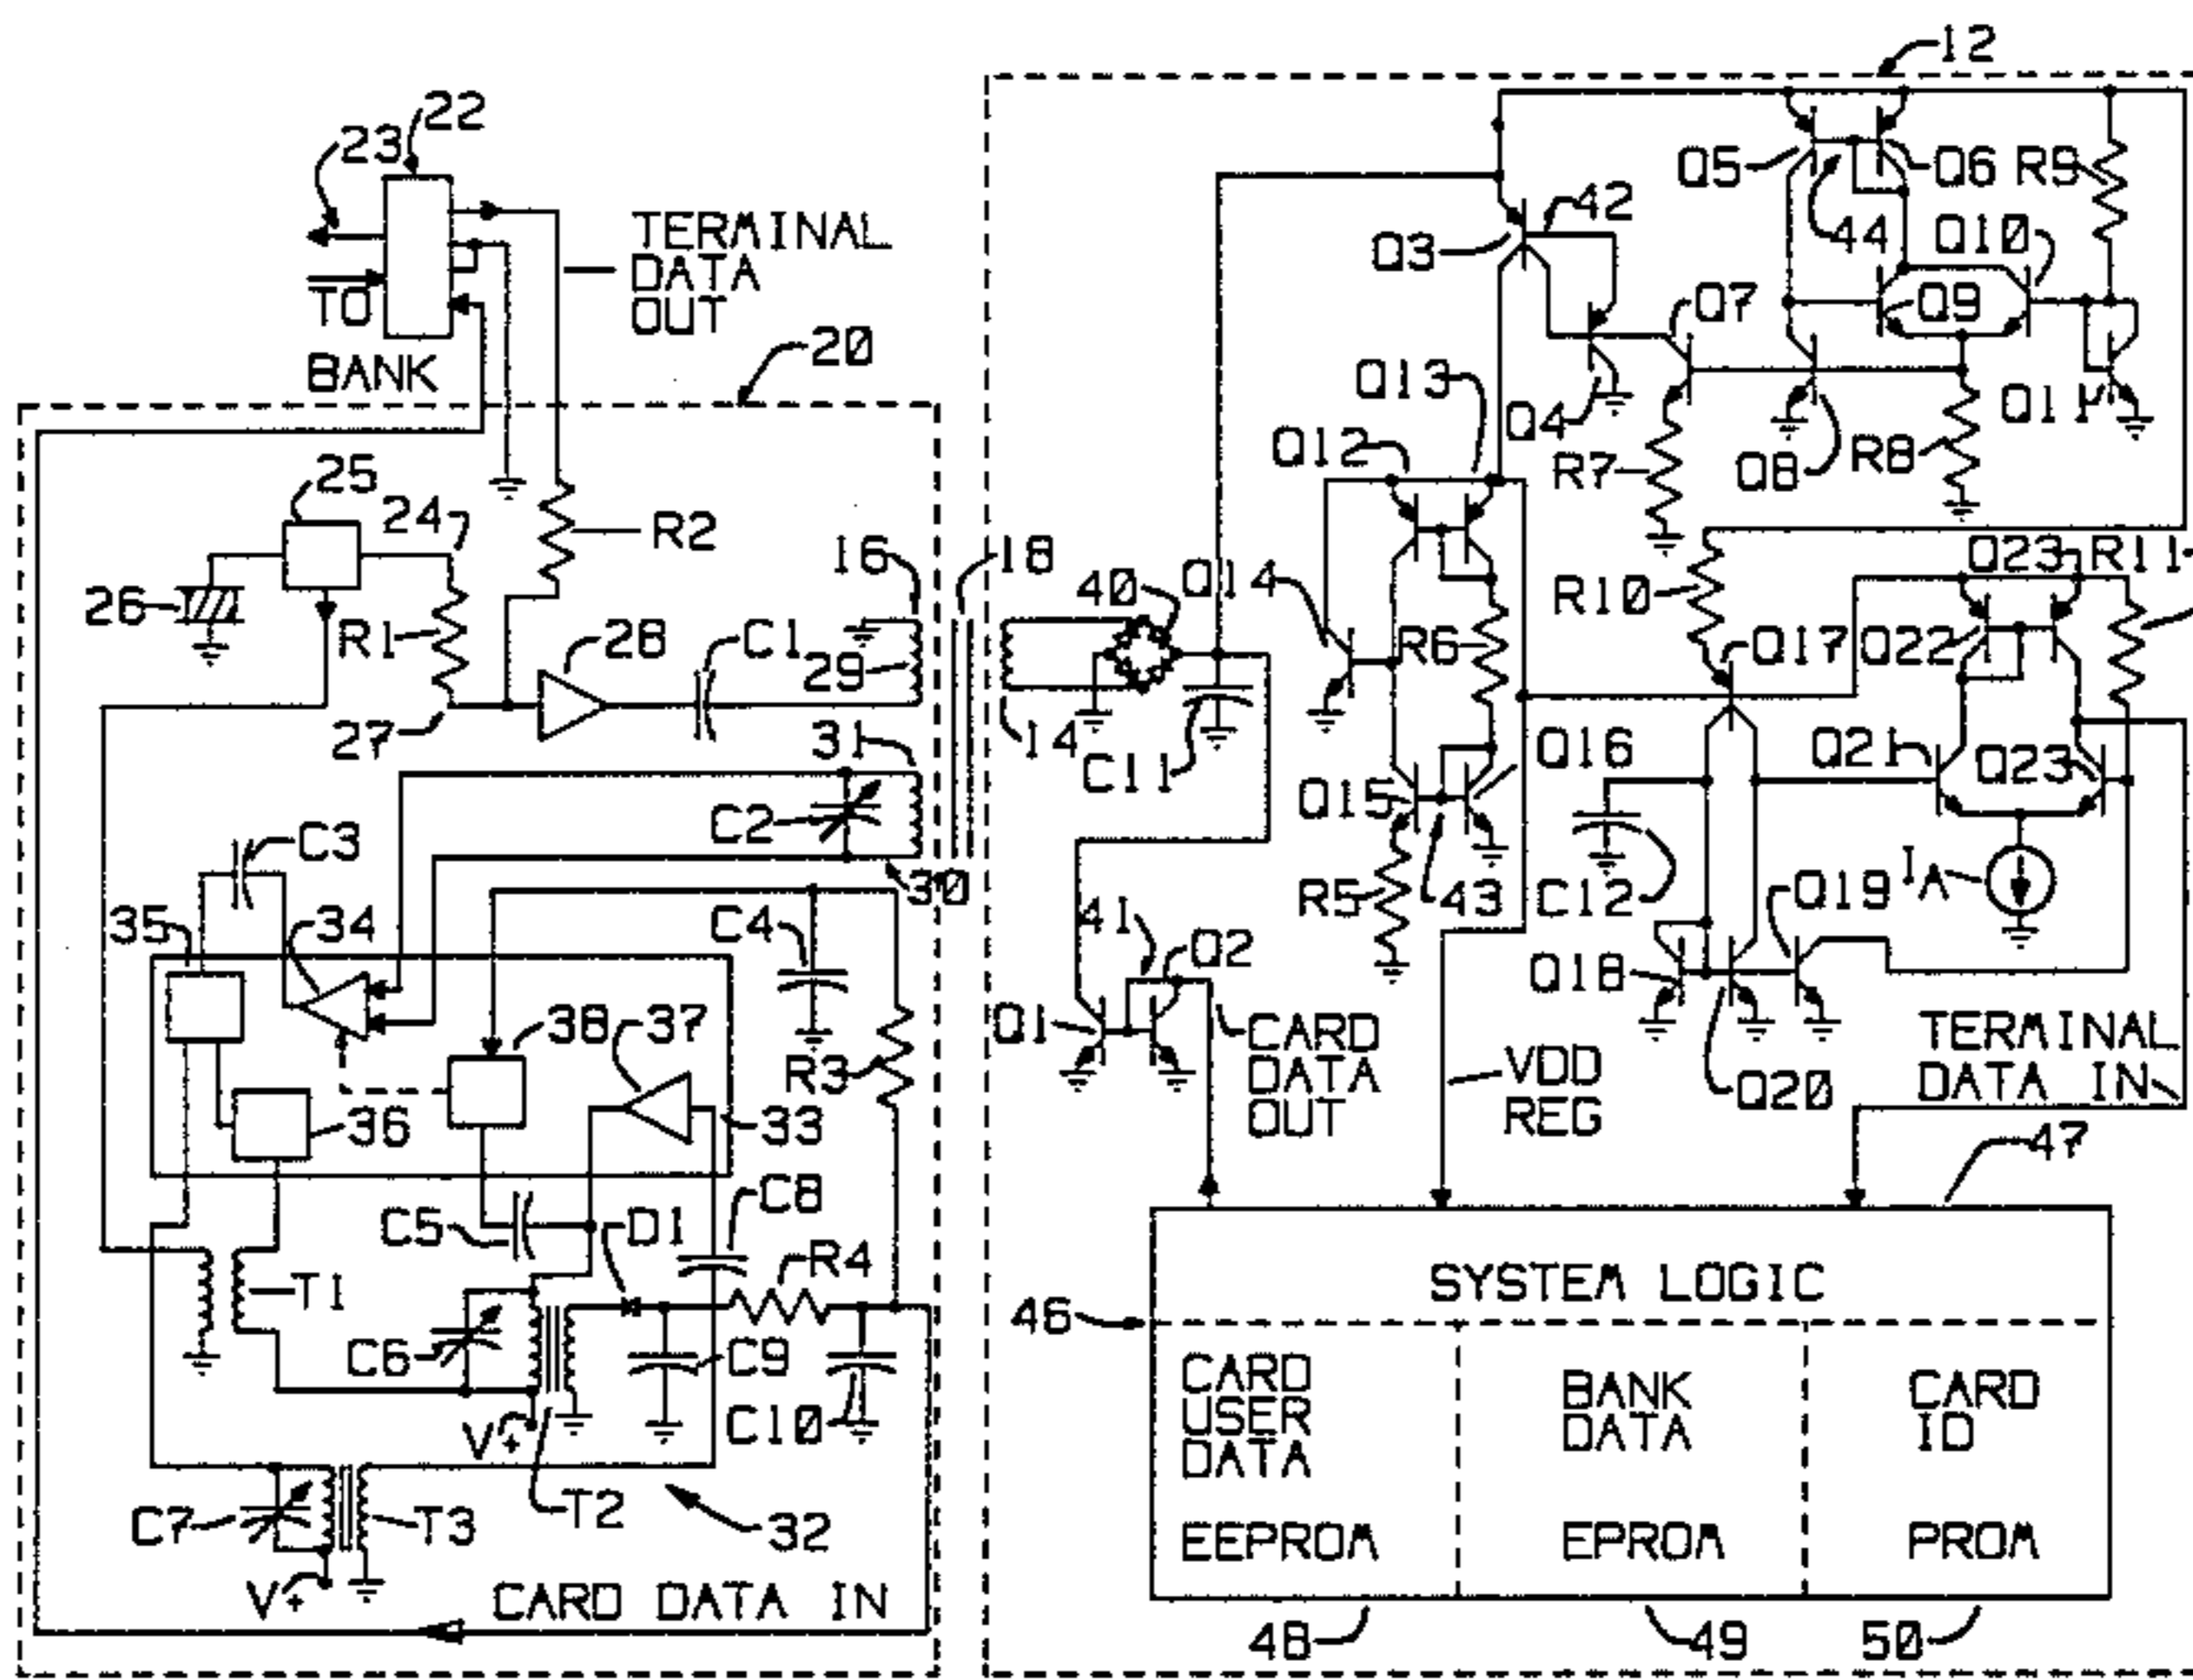 12
22
23
TERMINAL
DATA
OUT
TO
BANK
20
Q5
44
Q6
R9
42
Q3
Q10
Q9
Q7
Q13
Q4
Q11
Q12
R7
Q8
R8
25
24
R2
16
18
40
Q14
Q23
R11
26
R1
28
C1
29
R6
R10
Q17
Q22
27
31
14
C11
Q16
Q21
Q23
C2
Q15
C3
30
R5
43
C12
Q19
IA
35
34
C4
41
Q2
Q18
38
37
Q1
CARD
DATA
OUT
VDD
REG
Q20
TERMINAL
DATA IN
R3
36
33
47
C5
D1
C8
R4
T1
SYSTEM LOGIC
46
C6
C9
C10
CARD
USER
DATA
BANK
DATA
CARD
ID
V+
T2
C7
T3
32
EEPROM
EPROM
PROM
V+
CARD DATA IN
48
49
50